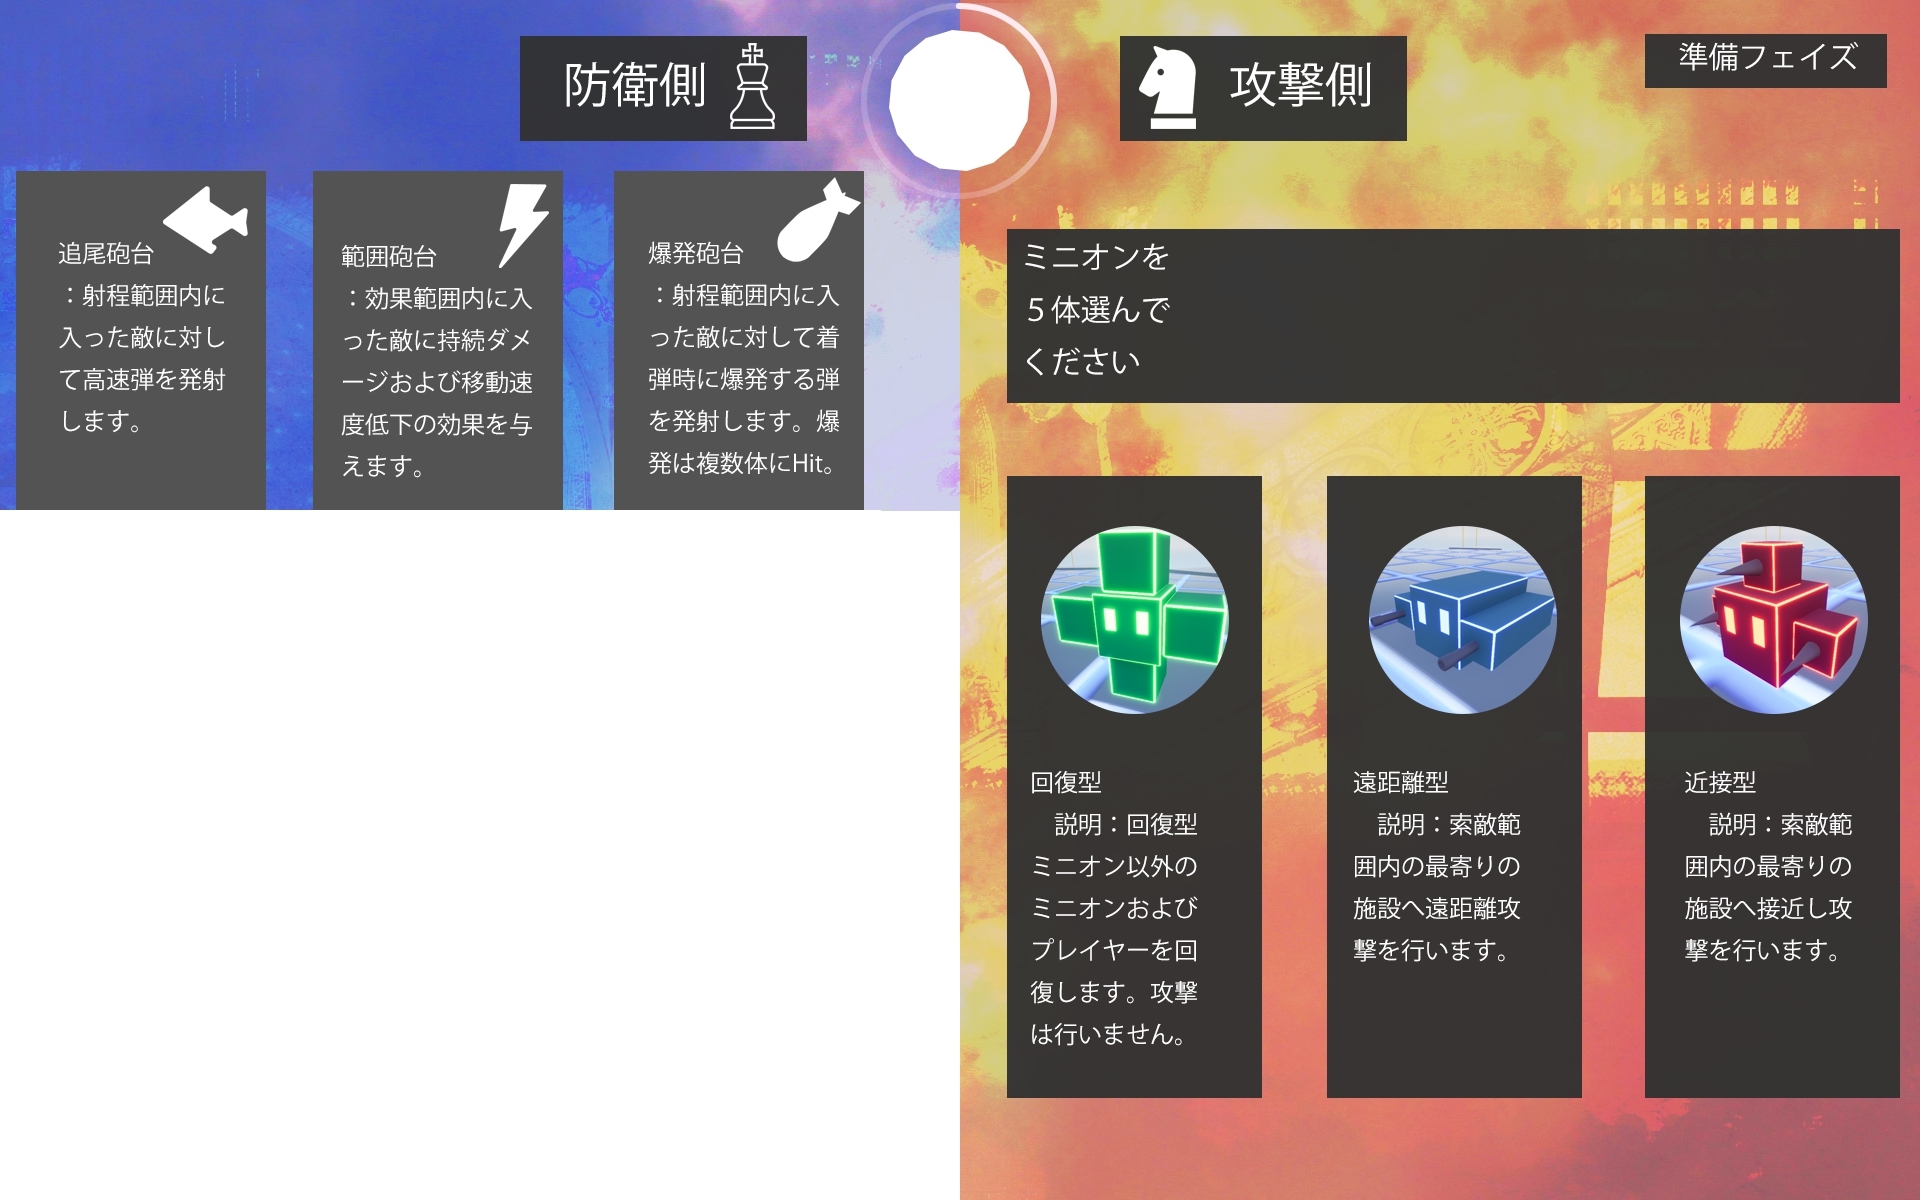 防衛側
攻撃側
準備フェイズ
追尾砲台
：射程範囲内に
入った敵に対し
て高速弾を発射
します。
範囲砲台
：効果範囲内に入
った敵に持続ダメ
ージおよび移動速
度低下の効果を与
えます。
爆発砲台
：射程範囲内に入
った敵に対して着
弾時に爆発する弾
を発射します。爆
発は複数体にHit。
ミニオンを
５体選んで
ください
回復型
　説明：回復型
ミニオン以外の
ミニオンおよび
プレイヤーを回
復します。攻撃
は行いません。
遠距離型
　説明：索敵範
囲内の最寄りの
施設へ遠距離攻
撃を行います。
近接型
　説明：索敵範
囲内の最寄りの
施設へ接近し攻
撃を行います。